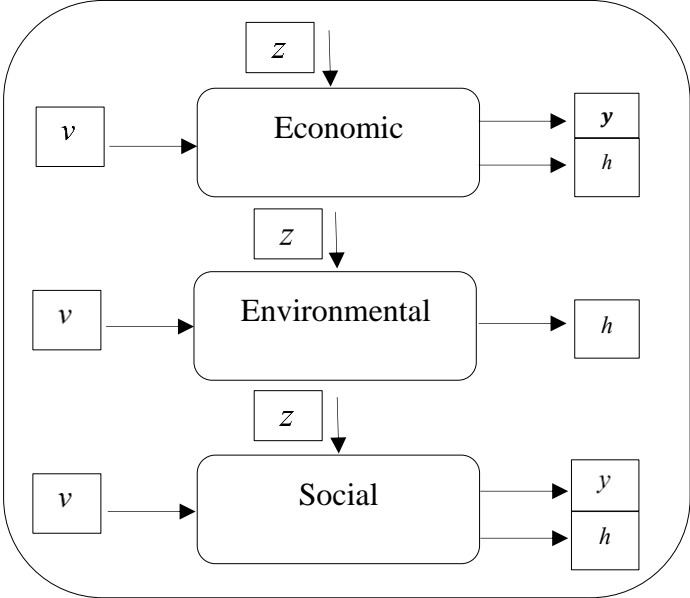 z
v
Economic
y
h
z
v
Environmental
h
z
v
Social
y
h